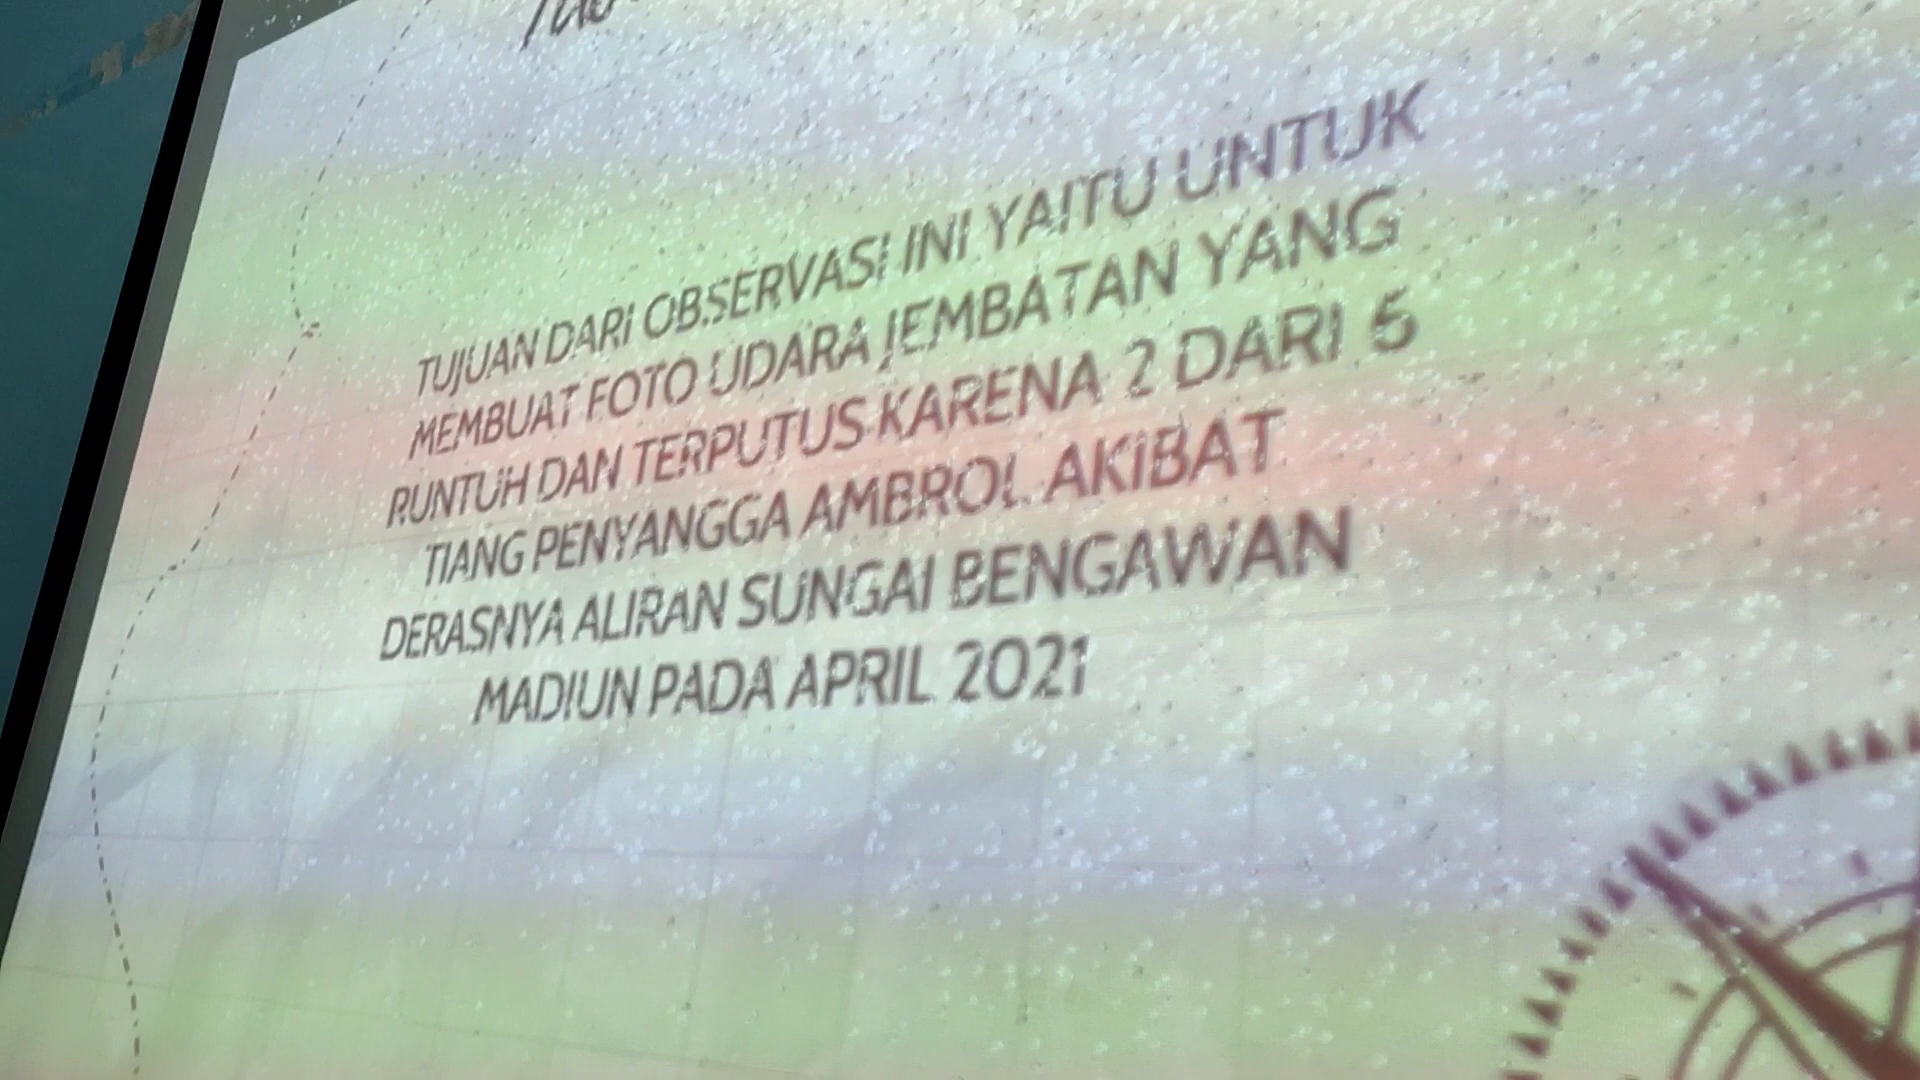 TUJUAN DARI OBSERVASI INI YAITU UNTUK
MEMBUAT FOTO UDARA JEMBATAN YANG
RUNTUH DAN TERPUTUS KARENA 2 DARI 5
TIANG PENYANGGA AMBROL AKIBAT
DERASNYA ALIRAN SUNGAI BENGAWAN
MADIUN PADA APRIL 2021